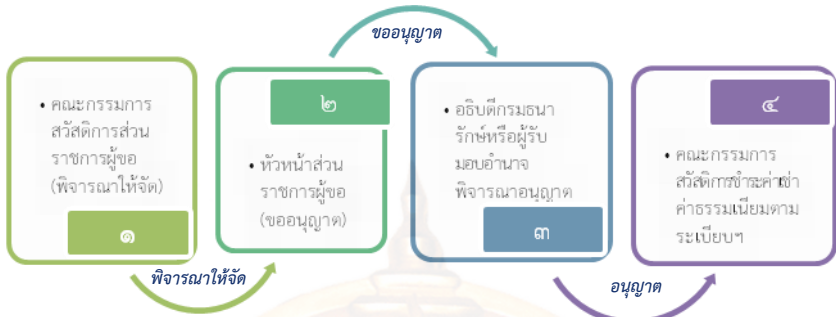 • คณะกรรมการ
สวัสดิการส่วน
ราชการผู้ขอ
(พิจารณาให้จัด)
๑
พิจารณาให้จัด
๒
• หัวหน้าส่วน
ราชการผู้ขอ
(ขออนุญาต)
ขออนุญาต
• อธิบดีกรมธนา
รักษ์หรือผู้รับ
มอบอำนาจ
พิจารณาอนุญาต
๓
อนุญาต
๔
• คณะกรรมการ
สวัสดิการชำระค่าเช่า
ค่าธรรมเนียมตาม
ระเบียบฯ